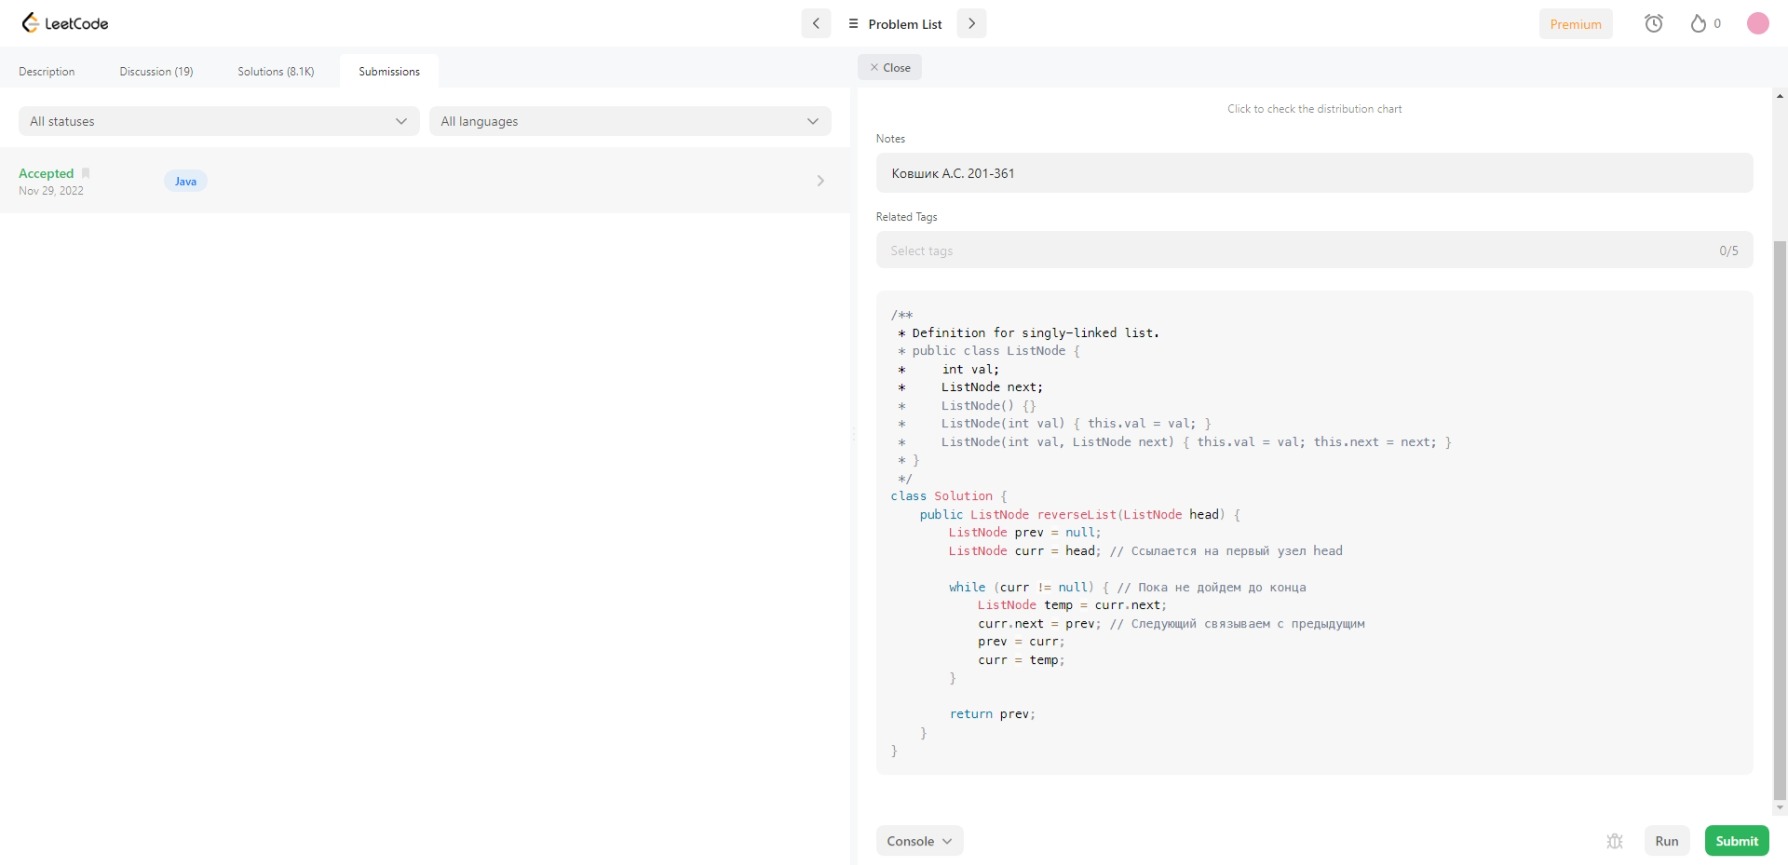 LeetCode
Problem List
Premium
0
Description
Discussion (19)
Solutions (8.1K)
Submissions
Close
All statuses
All languages
Accepted
Nov 29, 2022
Java
Click to check the distribution chart
Notes
Ковшик А.С. 201-361
Related Tags
Select tags
0/5
/**
 * Definition for singly-linked list.
 * public class ListNode {
 *     int val;
 *     ListNode next;
 *     ListNode() {}
 *     ListNode(int val) { this.val = val; }
 *     ListNode(int val, ListNode next) { this.val = val; this.next = next; }
 * }
 */
class Solution {
    public ListNode reverseList(ListNode head) {
        ListNode prev = null;
        ListNode curr = head; // Ссылается на первый узел head
        while (curr != null) { // Пока не дойдем до конца
            ListNode temp = curr.next;
            curr.next = prev; // Следующий связываем с предыдущим
            prev = curr;
            curr = temp;
        }
        return prev;
    }
}
Console
Run
Submit